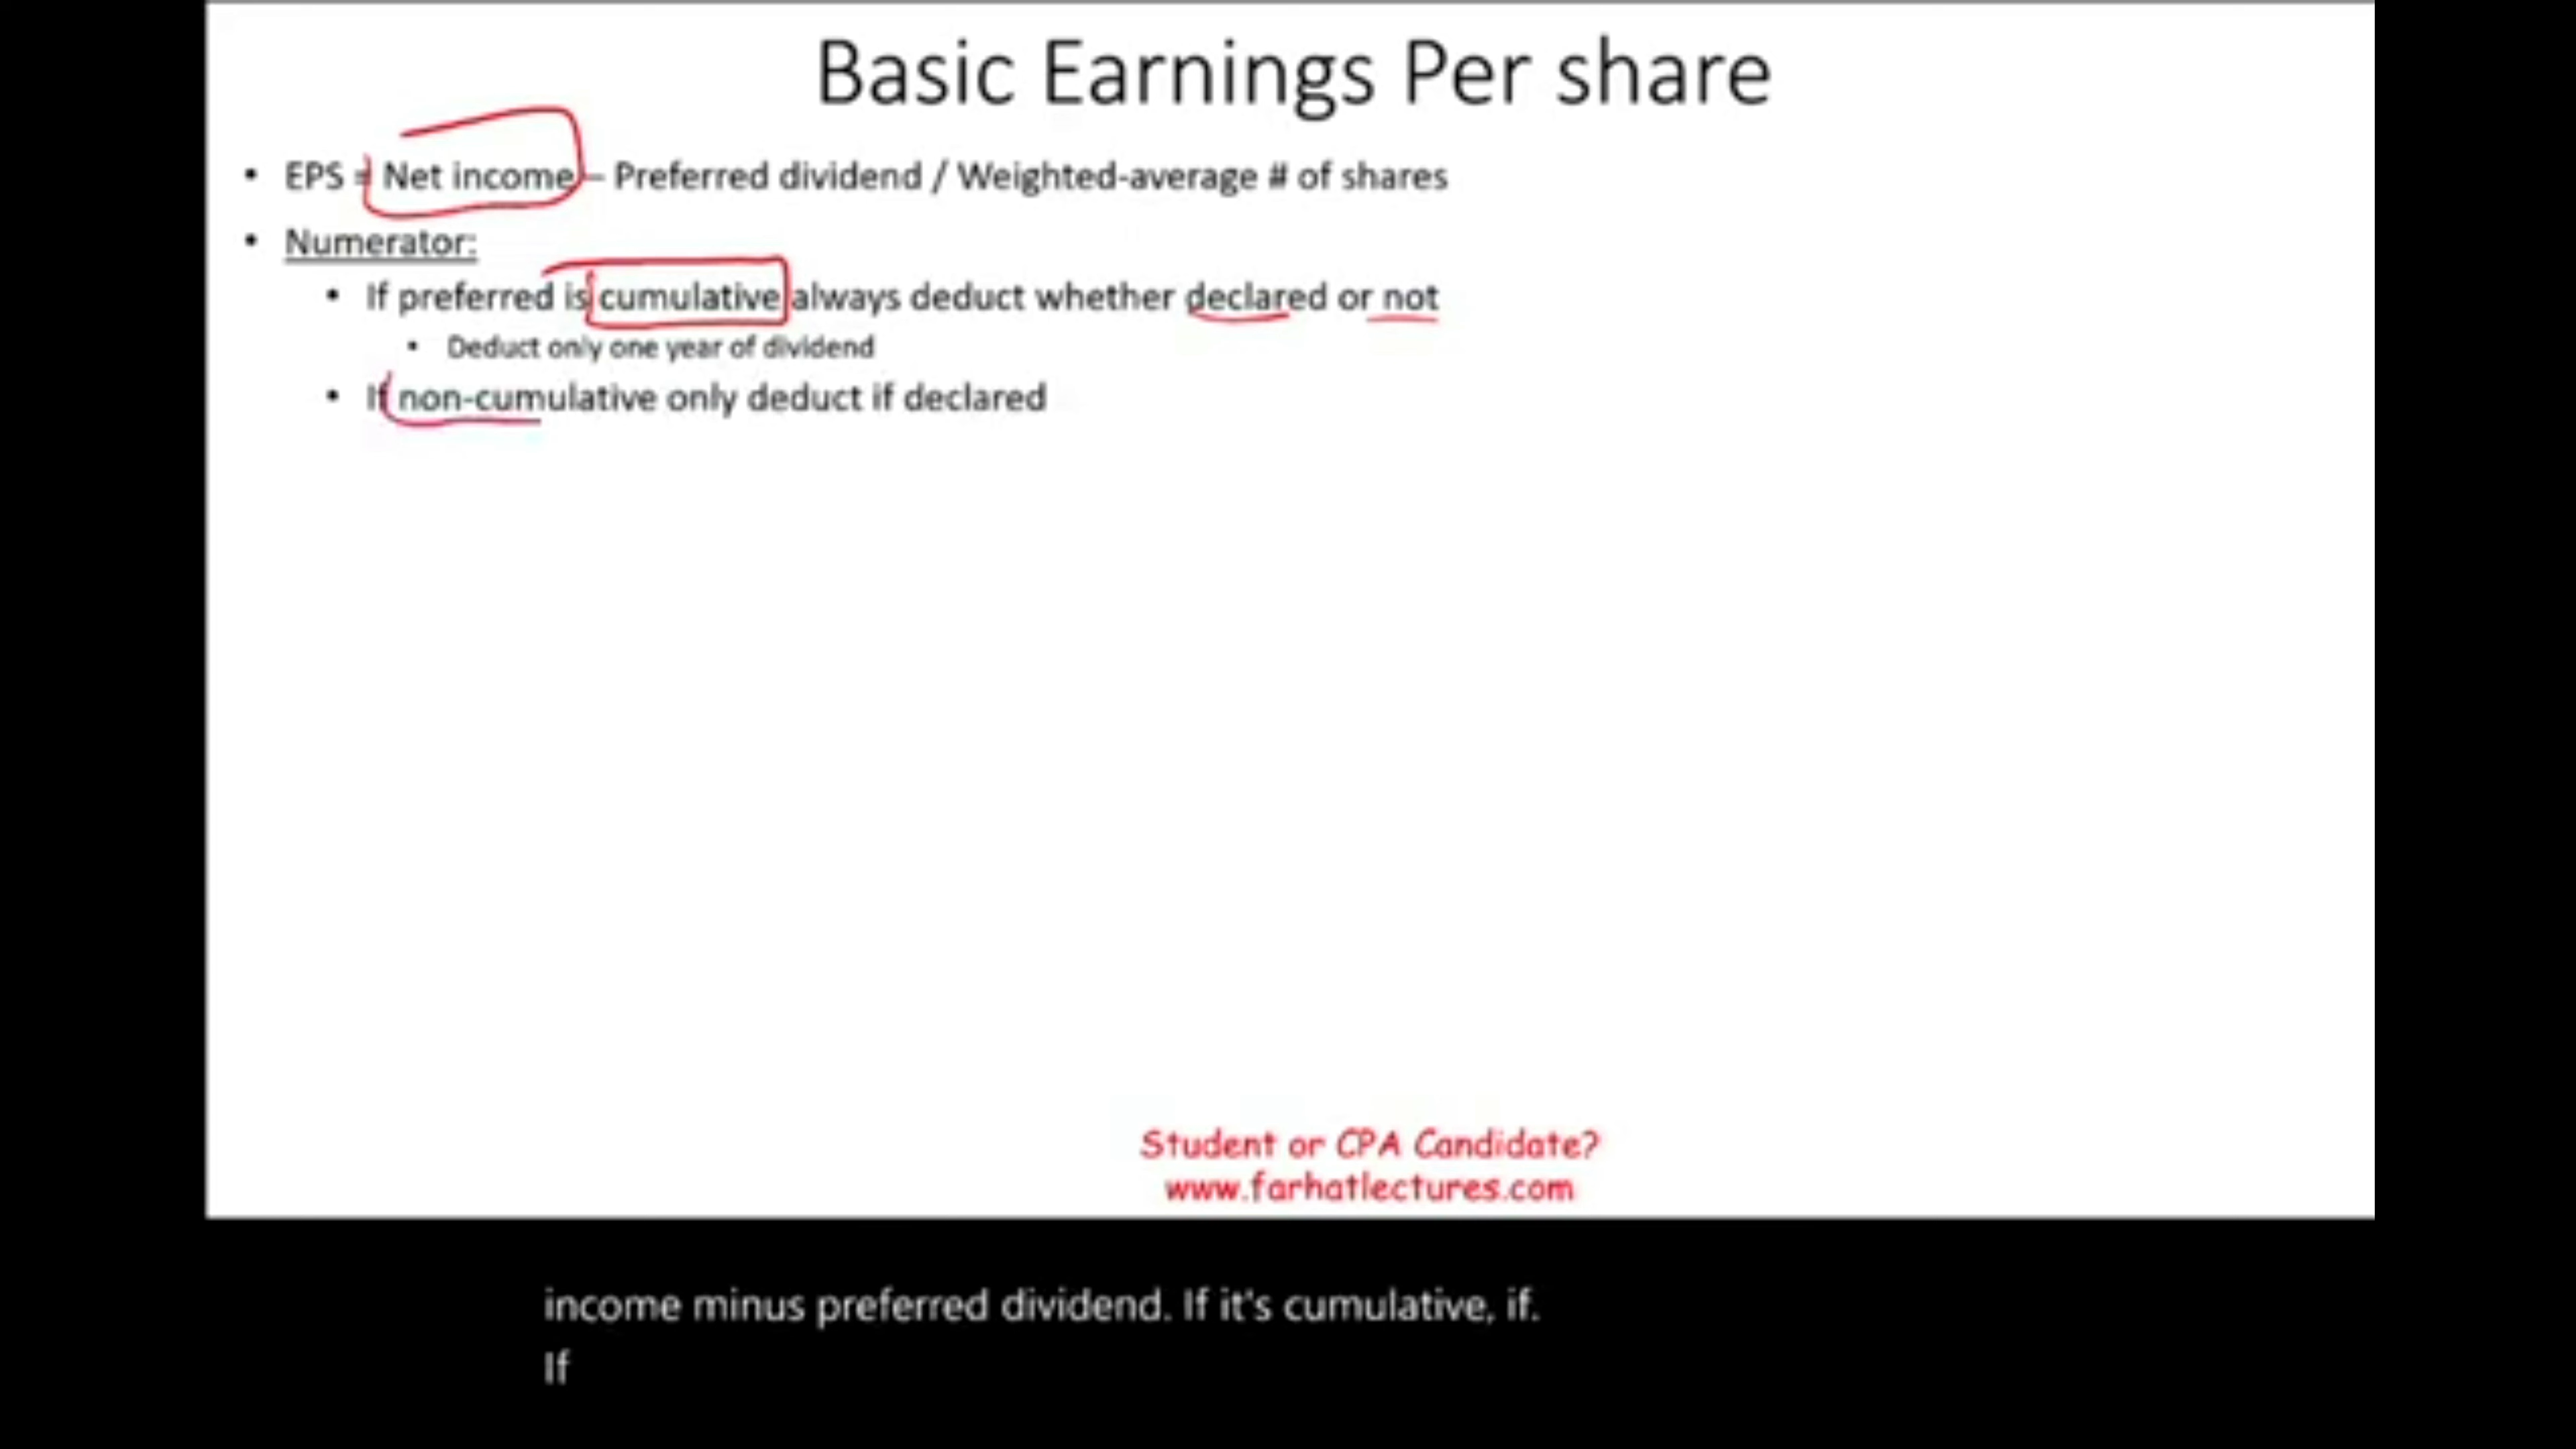 Basic Earnings Per share
• EPS = Net income – Preferred dividend / Weighted-average # of shares
• Numerator:
• If preferred is cumulative always deduct whether declared or not
• Deduct only one year of dividend
• If non-cumulative only deduct if declared
Student or CPA Candidate?
www.farhatlectures.com
income minus preferred dividend. If it's cumulative, if.
If